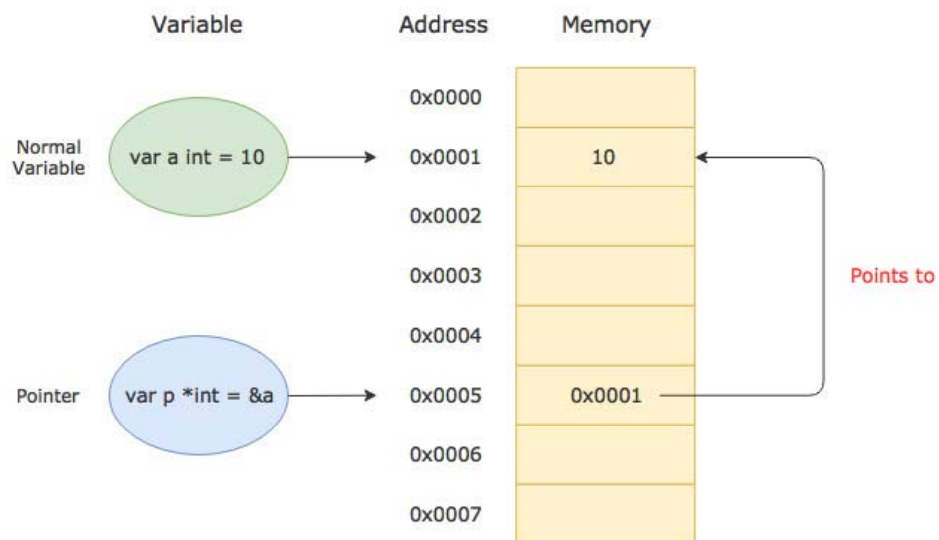 Variable Address Memory
0x0000
Normal
Variable
var a int = 10
0x0001
10
0x0002
0x0003
Points to
0x0004
Pointer
var p *int = &a
0x0005
0x0001
0x0006
0x0007